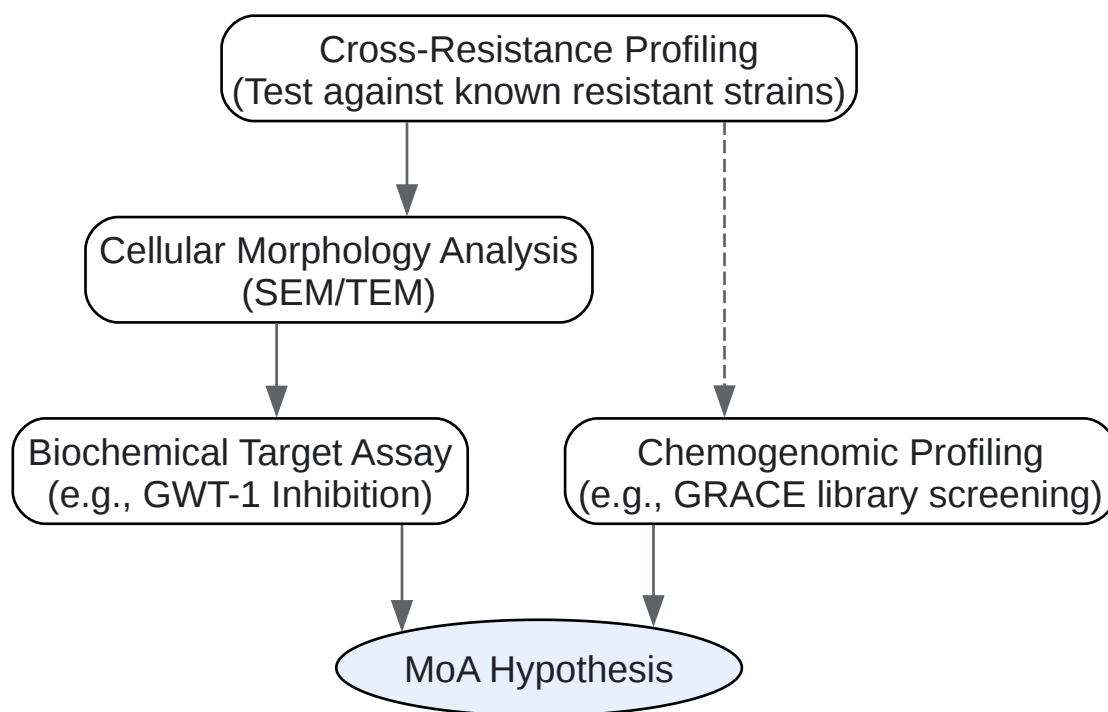 Cross-Resistance Profiling
(Test against known resistant strains)
Cellular Morphology Analysis
(SEM/TEM)
Biochemical Target Assay
(e.g., GWT-1 Inhibition)
Chemogenomic Profiling
(e.g., GRACE library screening)
MoA Hypothesis